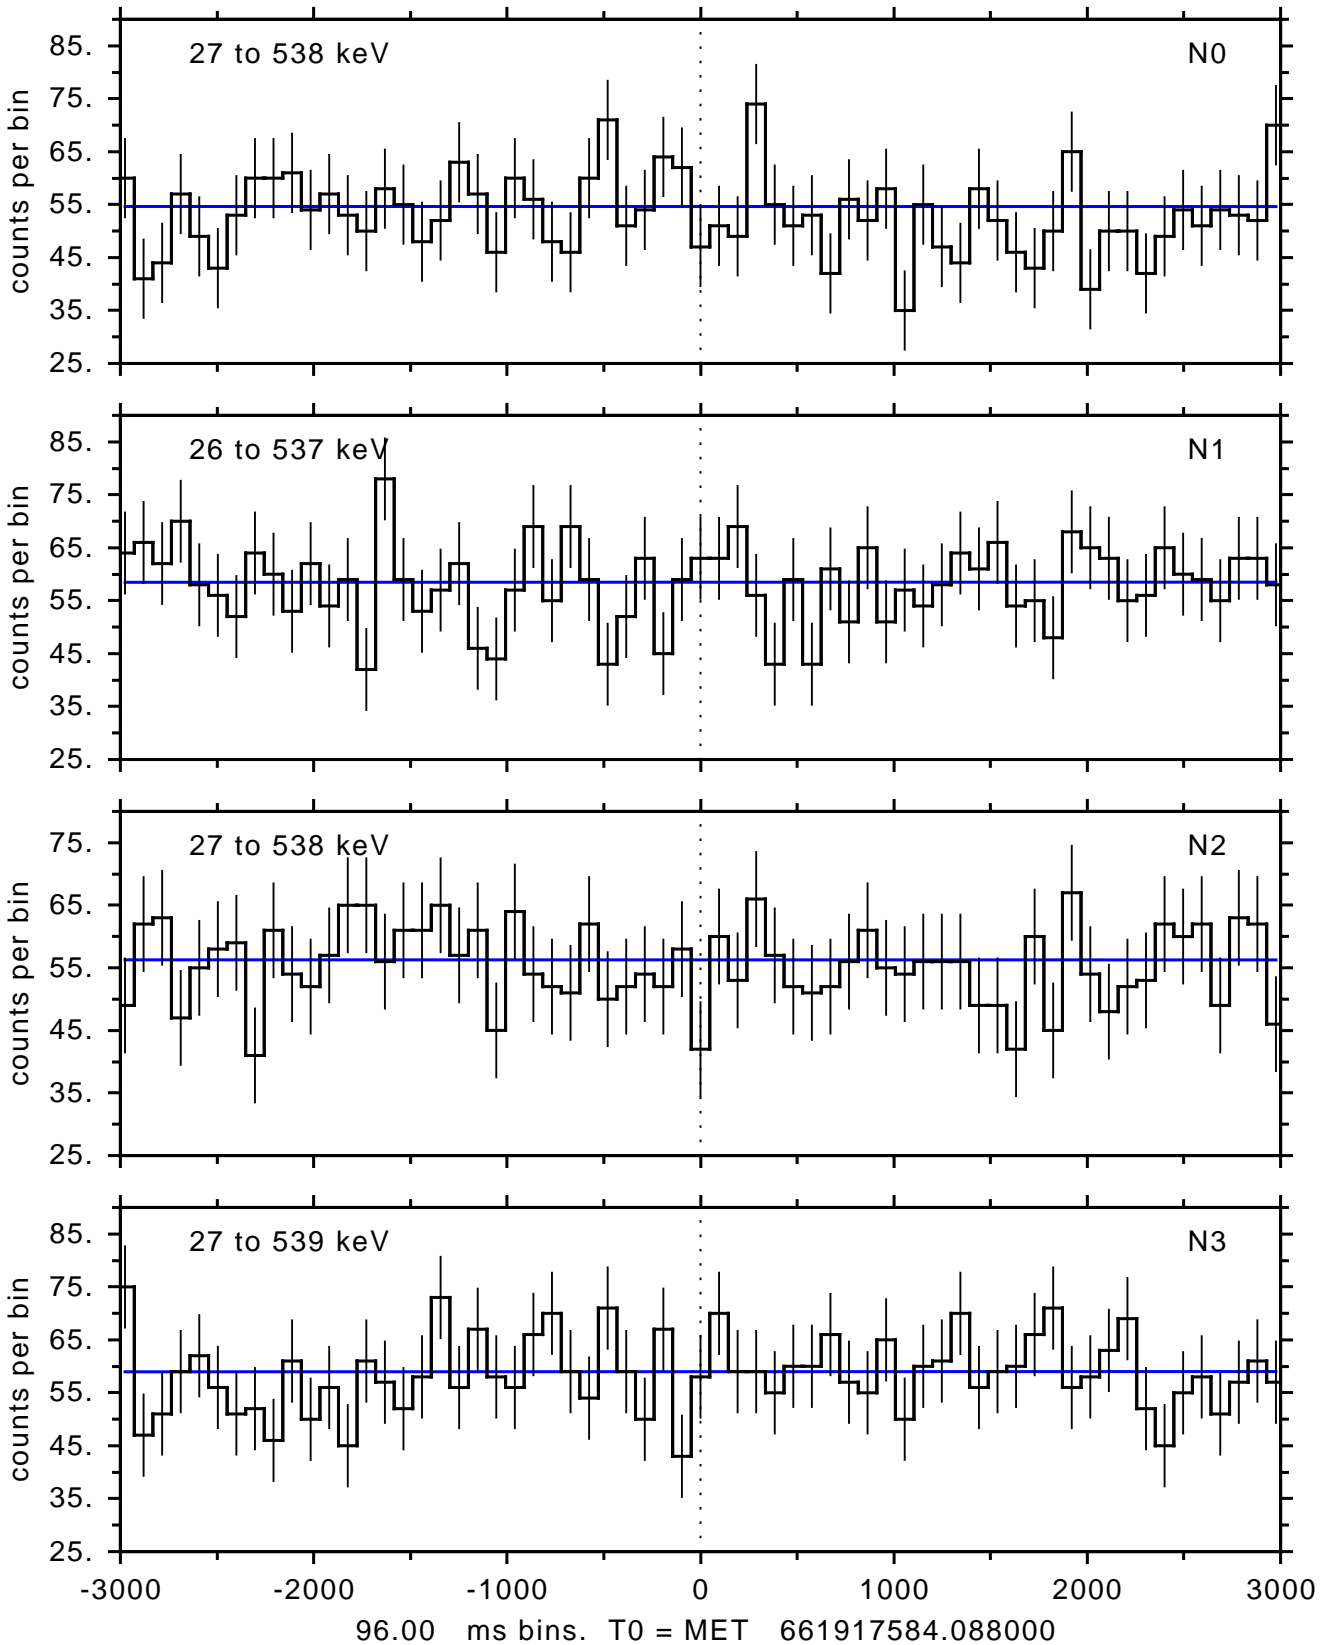 27 to 538 keV N0
85.
75.
65.
55.
45.
35.
25.
counts per bin
26 to 537 keV N1
85.
75.
65.
55.
45.
35.
25.
counts per bin
27 to 538 keV N2
75.
65.
55.
45.
35.
25.
counts per bin
27 to 539 keV N3
85.
75.
65.
55.
45.
35.
25.
counts per bin
-3000 -2000 -1000 0 1000 2000 3000
96.00 ms bins. T0 = MET 661917584.088000